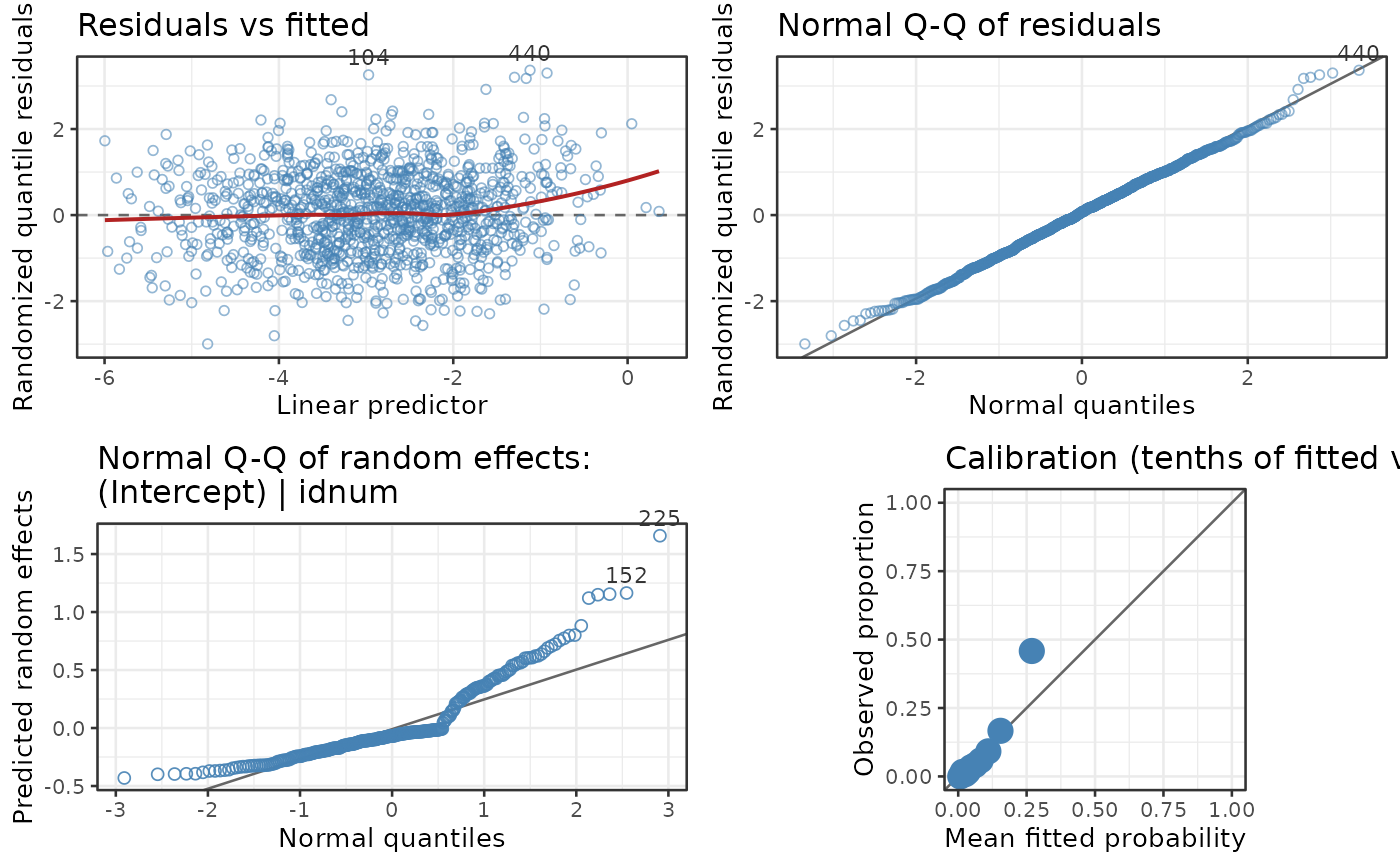 Residuals vs fitted
Randomized quantile residuals
104
440
2
0
-2
-6 -4 -2 0
Linear predictor
Normal Q-Q of residuals
Randomized quantile residuals
440
2
0
-2
-2 0 2
Normal quantiles
Normal Q-Q of random effects:
(Intercept) | idnum
Predicted random effects
225
152
1.5
1.0
0.5
0.0
-0.5
-3 -2 -1 0 1 2 3
Normal quantiles
Calibration (tenths of fitted v
Observed proportion
1.00
0.75
0.50
0.25
0.00
0.00 0.25 0.50 0.75 1.00
Mean fitted probability